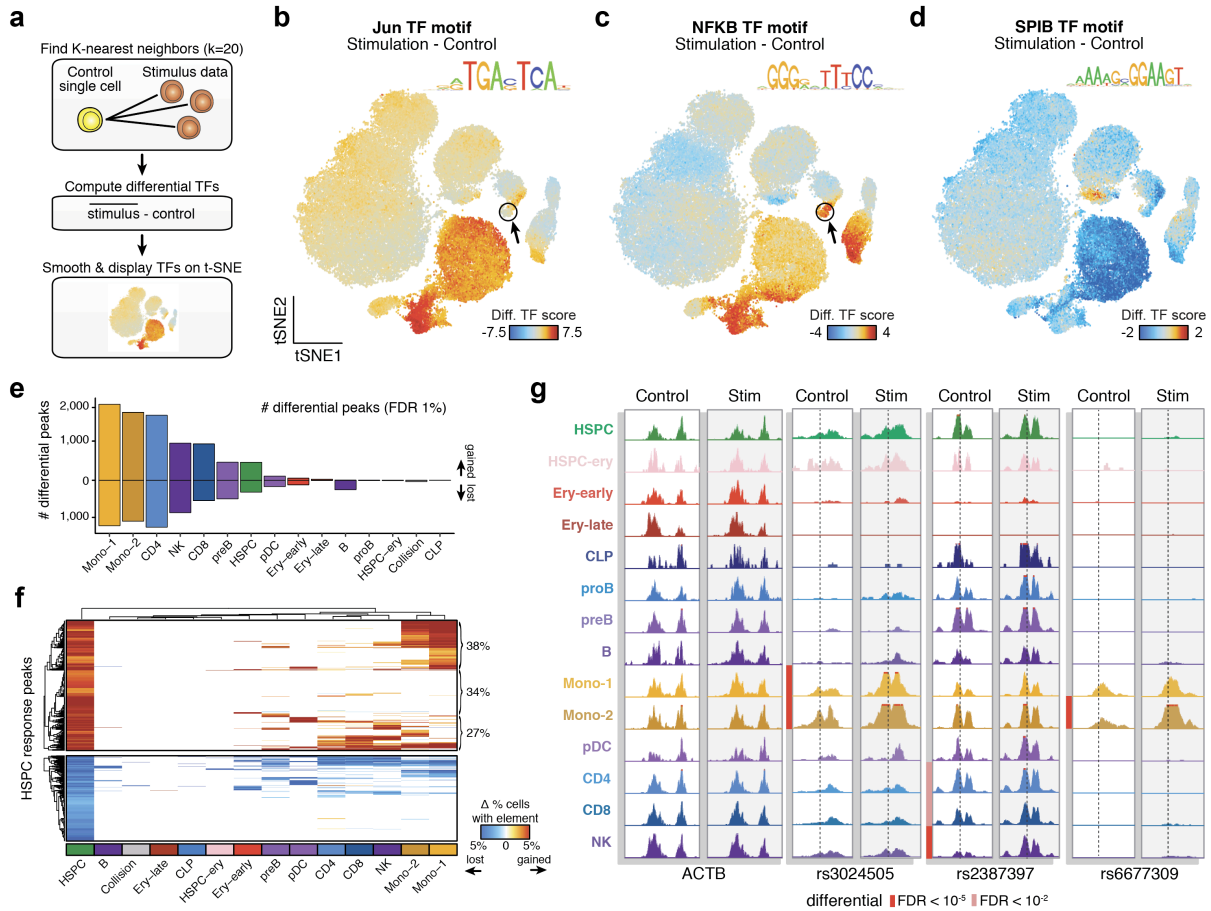 a
Find K-nearest neighbors (k=20)
Control
single cell
Stimulus data
Compute differential TFs
stimulus - control
Smooth & display TFs on t-SNE
b
Jun TF motif
Stimulation - Control
TGACTCA
tSNE2
tSNE1
Diff. TF score
-7.5
7.5
c
NFKB TF motif
Stimulation - Control
Diff. TF score
-4
4
d
SPIB TF motif
Stimulation - Control
Diff. TF score
-2
2
e
# differential peaks (FDR 1%)
# differential peaks
2,000
1,000
0
1,000
gained
lost
Mono-1
Mono-2
CD4
NK
CD8
preB
HSPC
pDC
Ery-early
Ery-late
B
proB
HSPC-ery
Collision
CLP
f
HSPC response peaks
38%
34%
27%
Δ % cells
with element
5%
0
5%
lost
gained
HSPC
B
Collision
Ery-late
CLP
HSPC-ery
Ery-early
preB
pDC
CD4
CD8
NK
Mono-2
Mono-1
g
Control Stim Control Stim Control Stim Control Stim
HSPC
HSPC-ery
Ery-early
Ery-late
CLP
proB
preB
B
Mono-1
Mono-2
pDC
CD4
CD8
NK
ACTB rs3024505 rs2387397 rs6677309
differential FDR < 10-5 FDR < 10-2